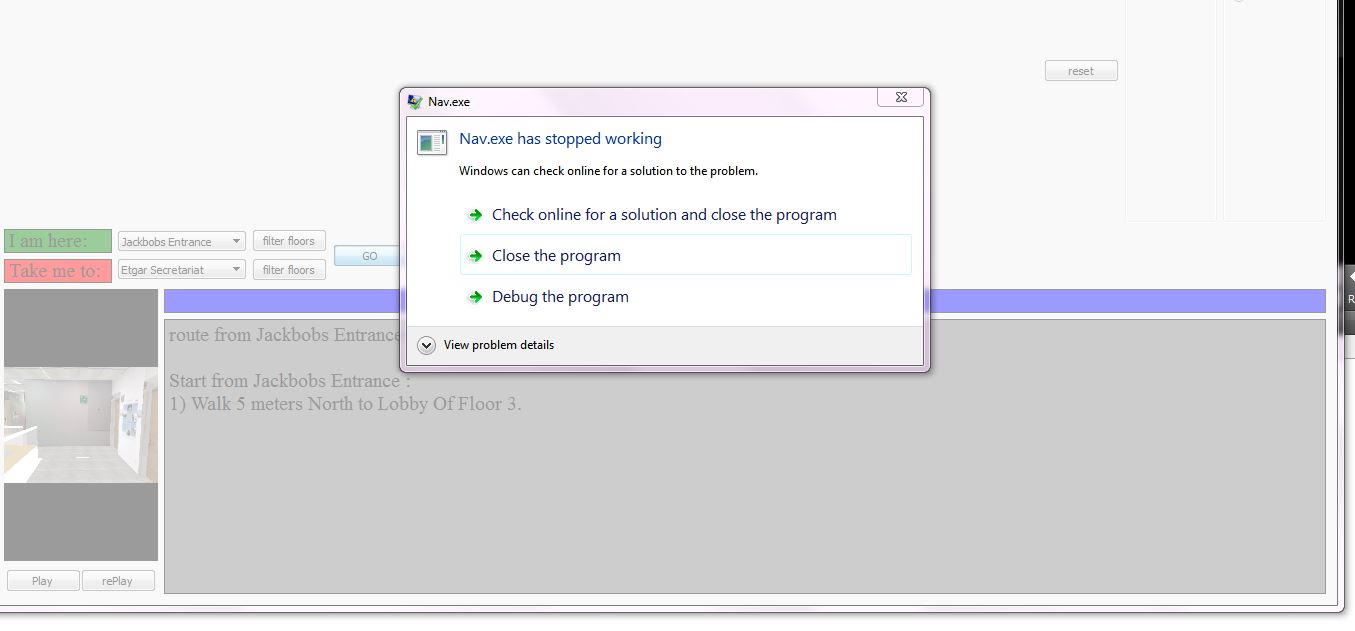 reset
Nav.exe
Nav.exe has stopped working
Windows can check online for a solution to the problem.
Check online for a solution and close the program
Close the program
Debug the program
View problem details
I am here:
Jackbobs Entrance
filter floors
Take me to:
Etgar Secretariat
filter floors
GO
route from Jackbobs Entrance
Start from Jackbobs Entrance :
1) Walk 5 meters North to Lobby Of Floor 3.
Play
rePlay
R